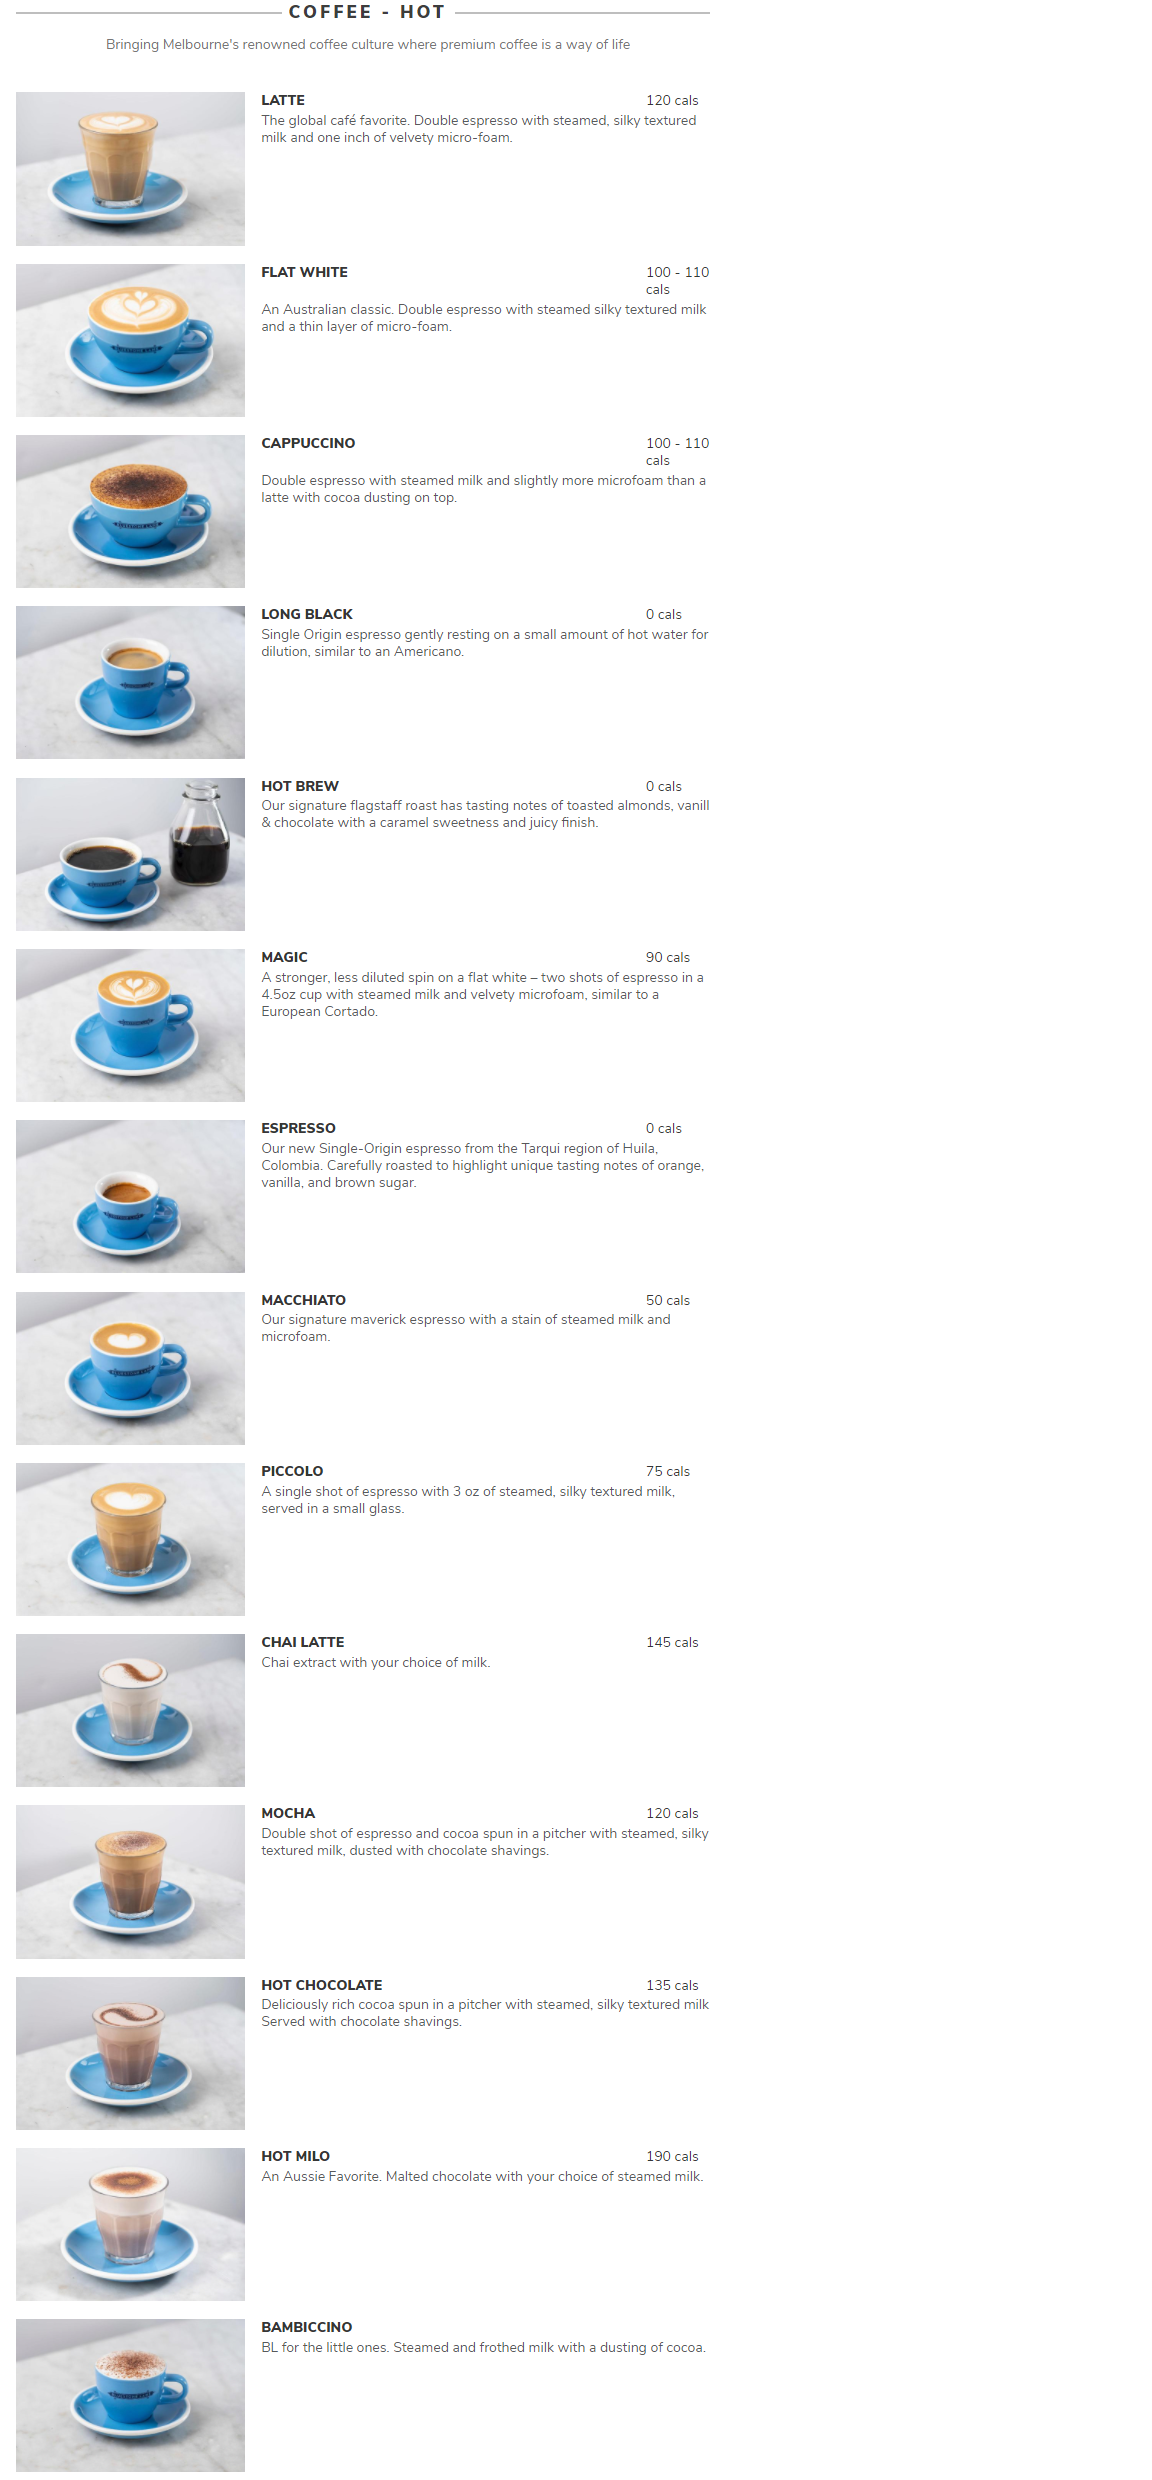 COFFEE - HOT
Bringing Melbourne's renowned coffee culture where premium coffee is a way of life
LATTE 120 cals
The global café favorite. Double espresso with steamed, silky textured
milk and one inch of velvety micro-foam.
FLAT WHITE 100 - 110
cals
An Australian classic. Double espresso with steamed silky textured milk
and a thin layer of micro-foam.
CAPPUCCINO 100 - 110
cals
Double espresso with steamed milk and slightly more microfoam than a
latte with cocoa dusting on top.
LONG BLACK 0 cals
Single Origin espresso gently resting on a small amount of hot water for
dilution, similar to an Americano.
HOT BREW 0 cals
Our signature flagstaff roast has tasting notes of toasted almonds, vanill
& chocolate with a caramel sweetness and juicy finish.
MAGIC 90 cals
A stronger, less diluted spin on a flat white – two shots of espresso in a
4.5oz cup with steamed milk and velvety microfoam, similar to a
European Cortado.
ESPRESSO 0 cals
Our new Single-Origin espresso from the Tarqui region of Huila,
Colombia. Carefully roasted to highlight unique tasting notes of orange,
vanilla, and brown sugar.
MACCHIATO 50 cals
Our signature maverick espresso with a stain of steamed milk and
microfoam.
PICCOLO 75 cals
A single shot of espresso with 3 oz of steamed, silky textured milk,
served in a small glass.
CHAI LATTE 145 cals
Chai extract with your choice of milk.
MOCHA 120 cals
Double shot of espresso and cocoa spun in a pitcher with steamed, silky
textured milk, dusted with chocolate shavings.
HOT CHOCOLATE 135 cals
Deliciously rich cocoa spun in a pitcher with steamed, silky textured milk
Served with chocolate shavings.
HOT MILO 190 cals
An Aussie Favorite. Malted chocolate with your choice of steamed milk.
BAMBICCINO
BL for the little ones. Steamed and frothed milk with a dusting of cocoa.